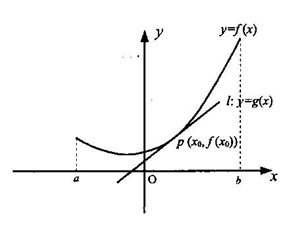 y
y=f(x)
l: y=g(x)
p (x₀, f(x₀))
a
O
b
x